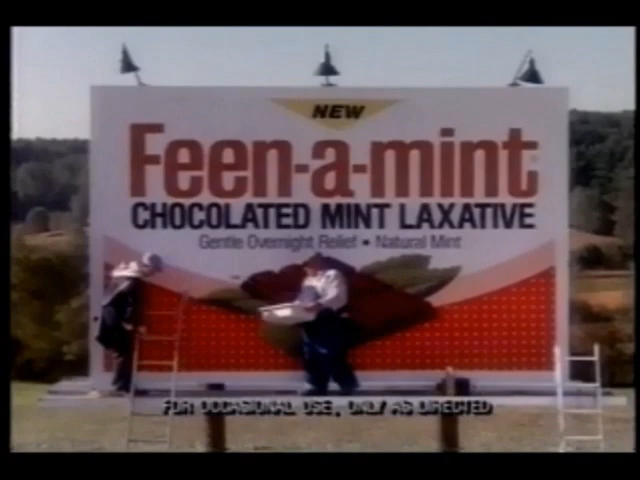 NEW
Feen-a-mint®
CHOCOLATED MINT LAXATIVE
Gentle Overnight Relief • Natural Mint
FOR OCCASIONAL USE, ONLY AS DIRECTED